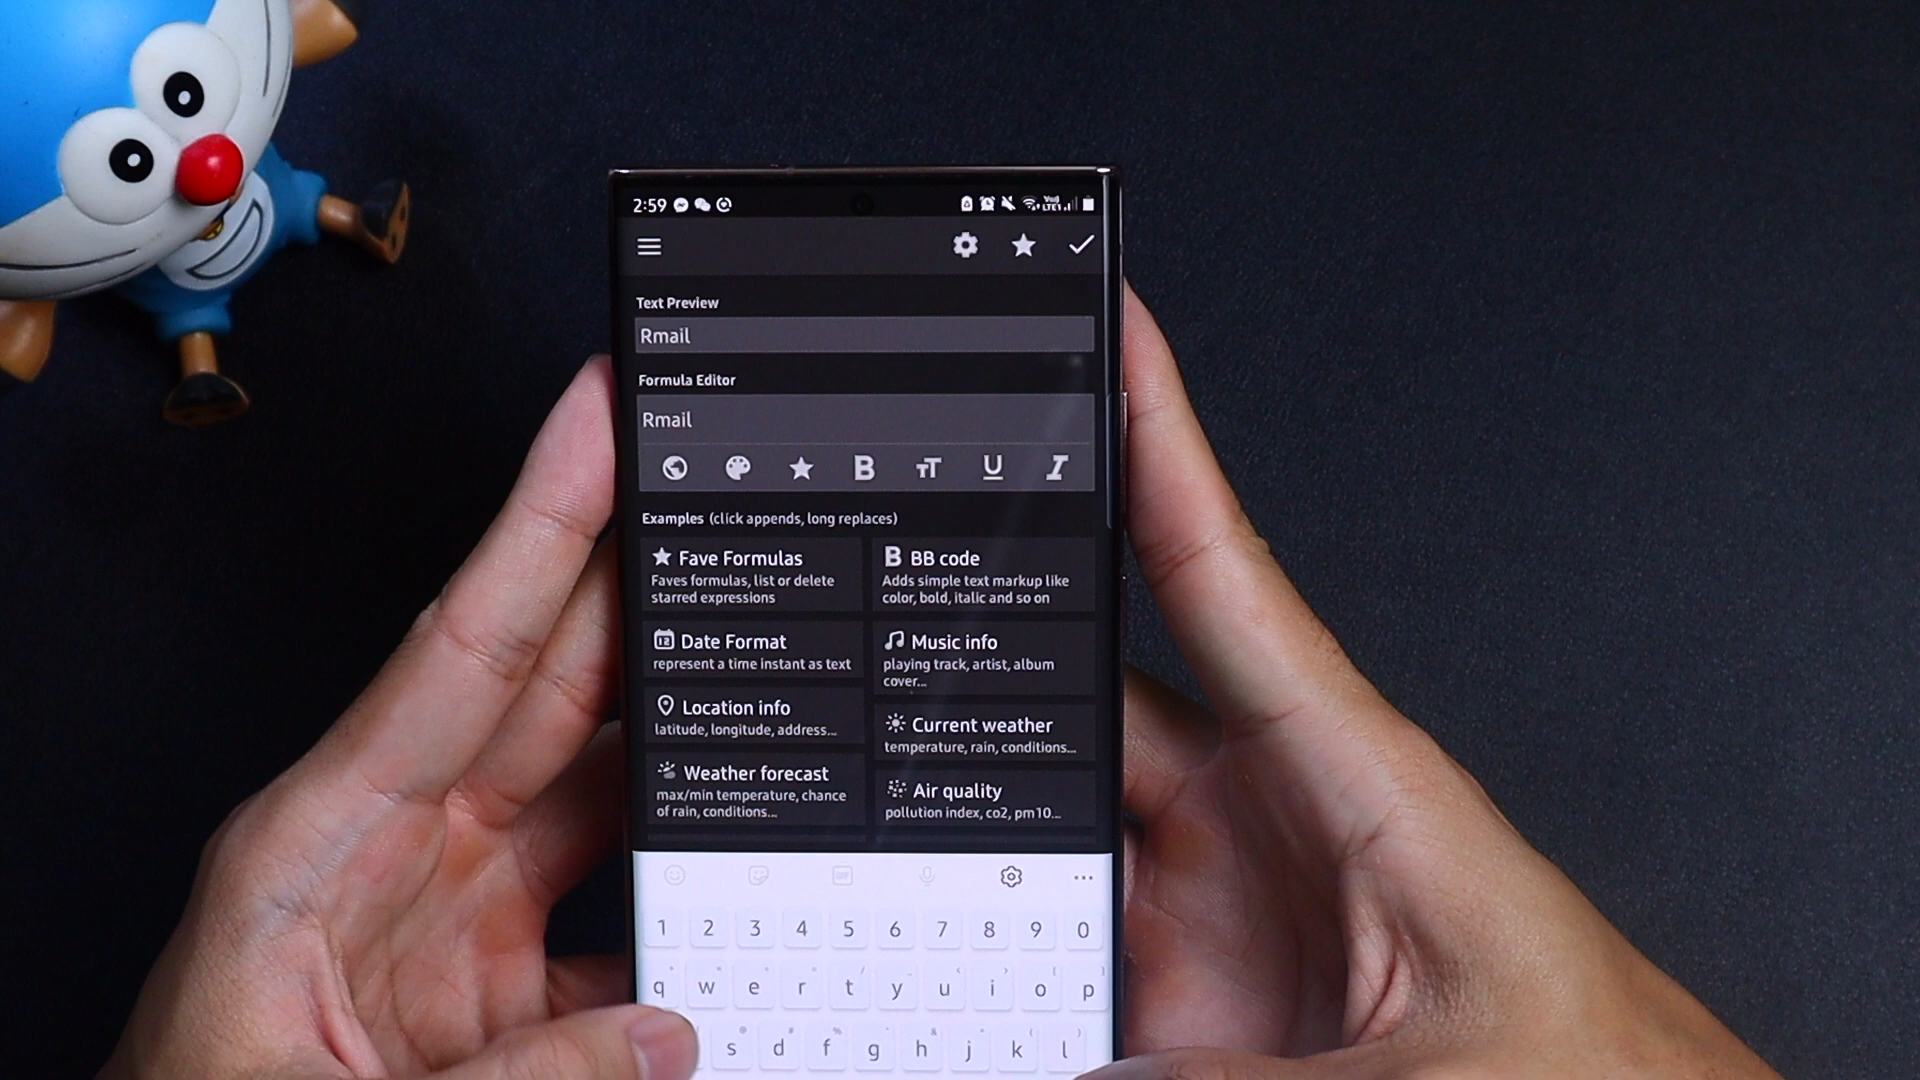 2:59
Text Preview
Rmail
Formula Editor
Rmail
B TT U I
Examples (click appends, long replaces)
Fave Formulas
Faves formulas, list or delete
starred expressions
B BB code
Adds simple text markup like
color, bold, italic and so on
12 Date Format
represent a time instant as text
Music info
playing track, artist, album
cover...
Location info
latitude, longitude, address...
Current weather
temperature, rain, conditions...
Weather forecast
max/min temperature, chance
of rain, conditions...
Air quality
pollution index, co2, pm10...
GIF
1 2 3 4 5 6 7 8 9 0
q w e r t y u i o p
s d f g h j k l